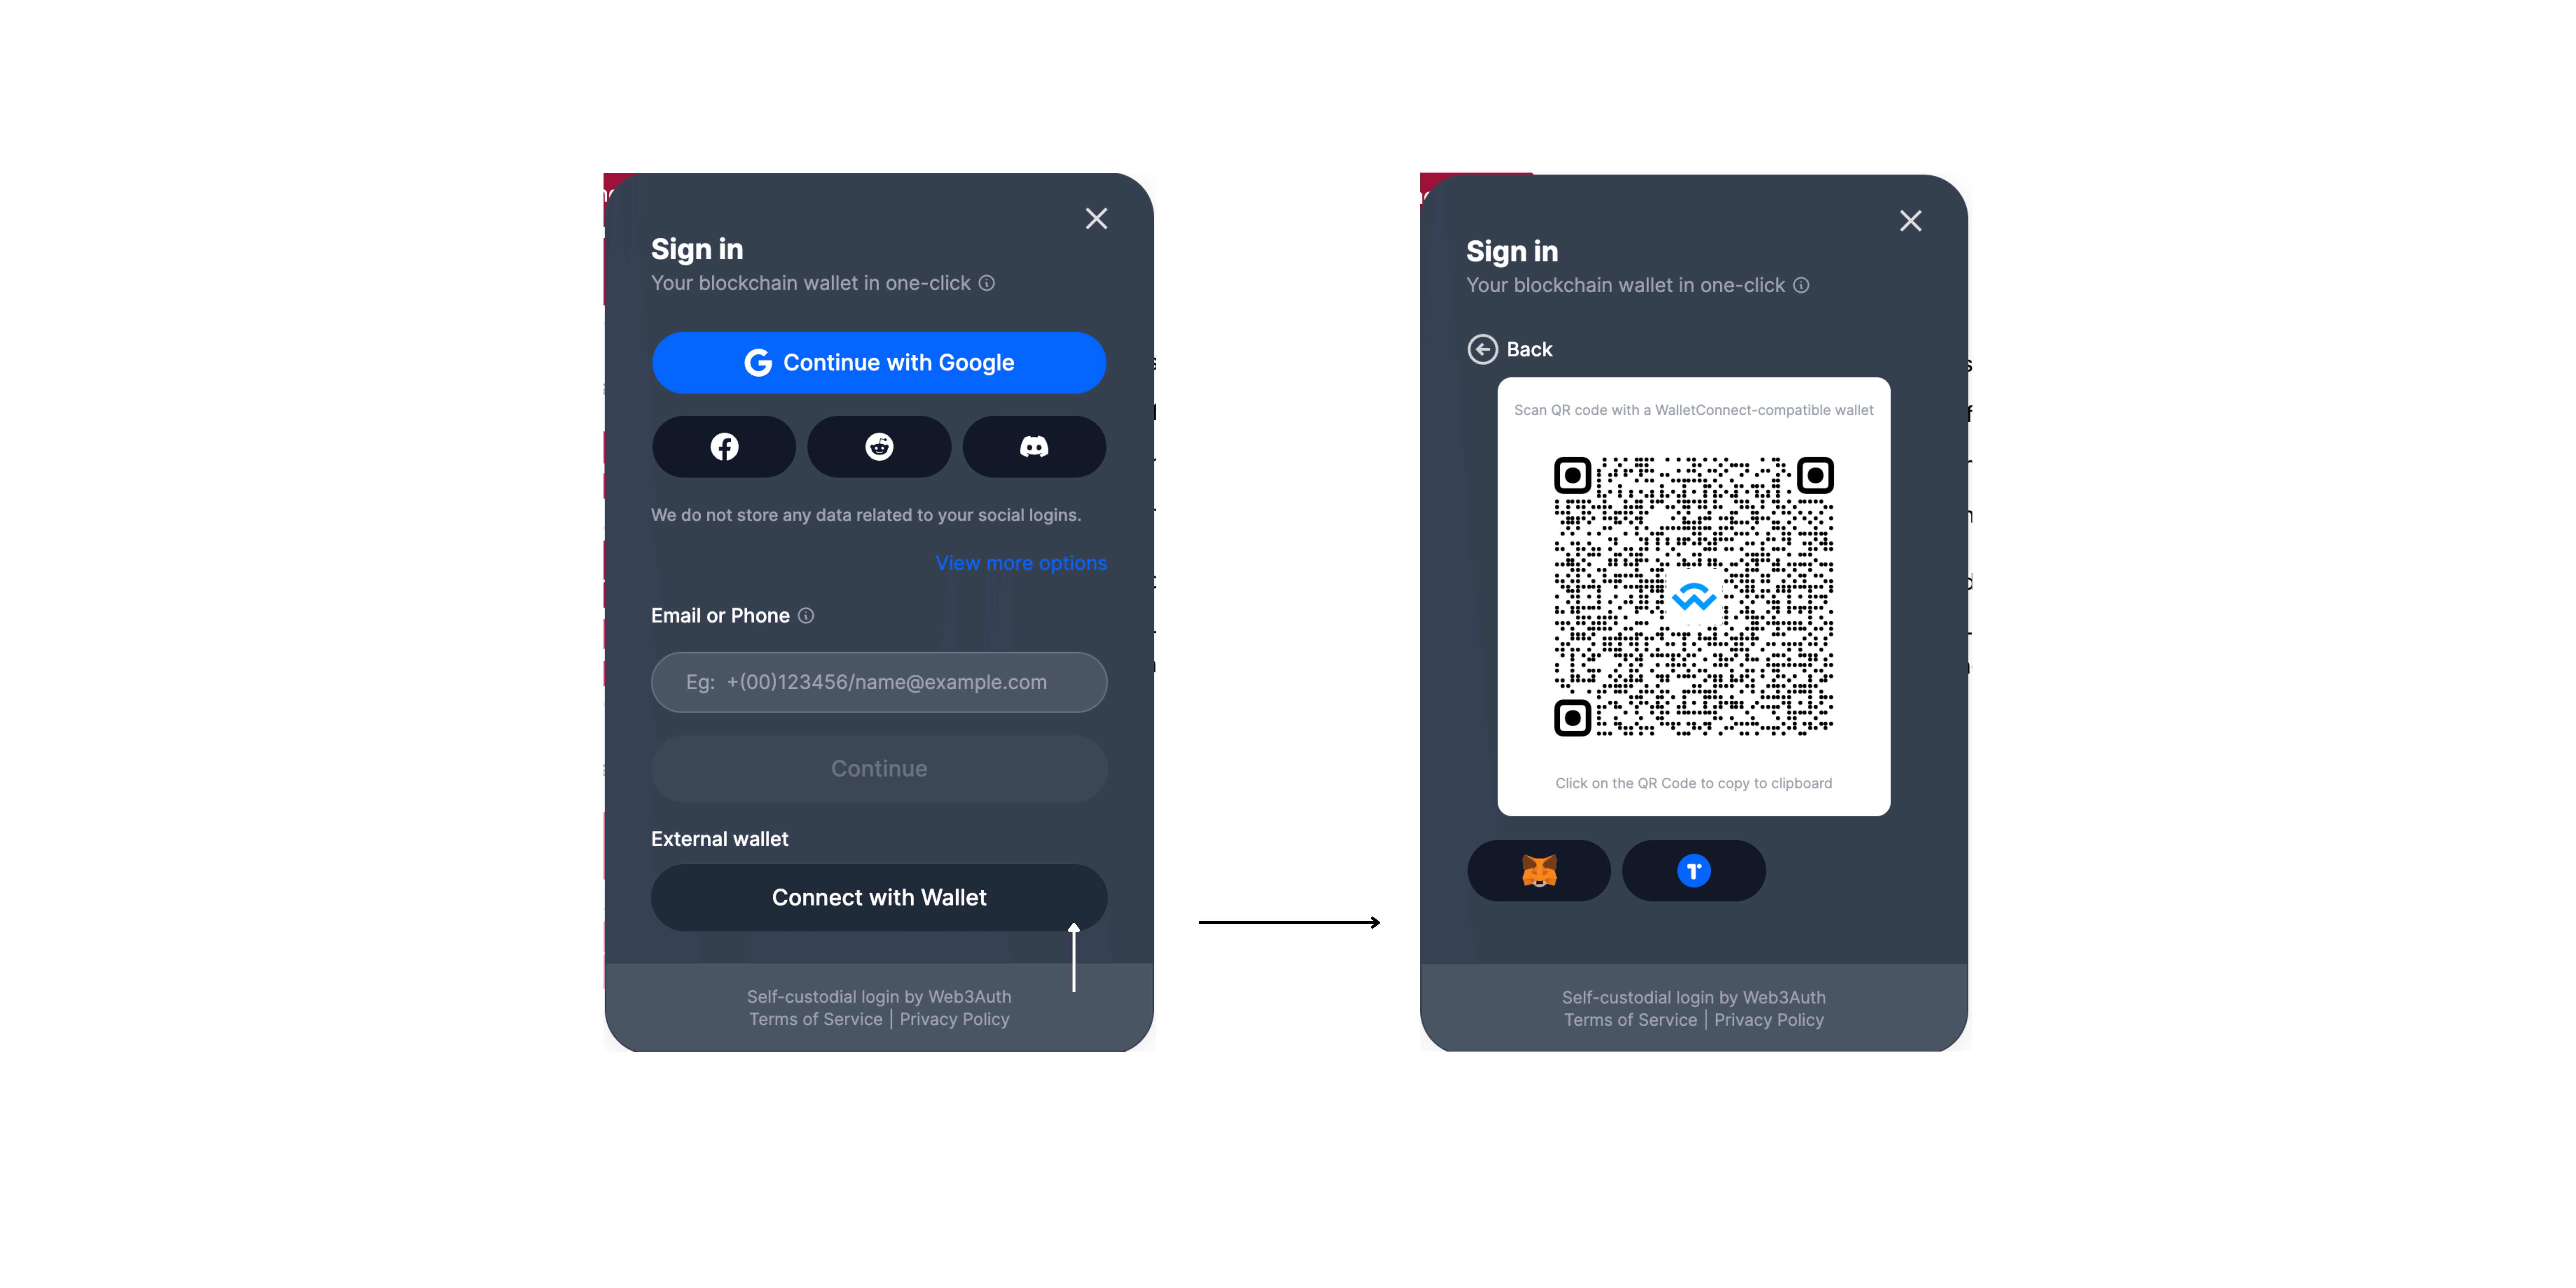 Sign in
Your blockchain wallet in one-click
Continue with Google
We do not store any data related to your social logins.
View more options
Email or Phone
Eg: +(00)123456/name@example.com
Continue
External wallet
Connect with Wallet
Self-custodial login by Web3Auth
Terms of Service | Privacy Policy
Sign in
Your blockchain wallet in one-click
Back
Scan QR code with a WalletConnect-compatible wallet
Click on the QR Code to copy to clipboard
Self-custodial login by Web3Auth
Terms of Service | Privacy Policy